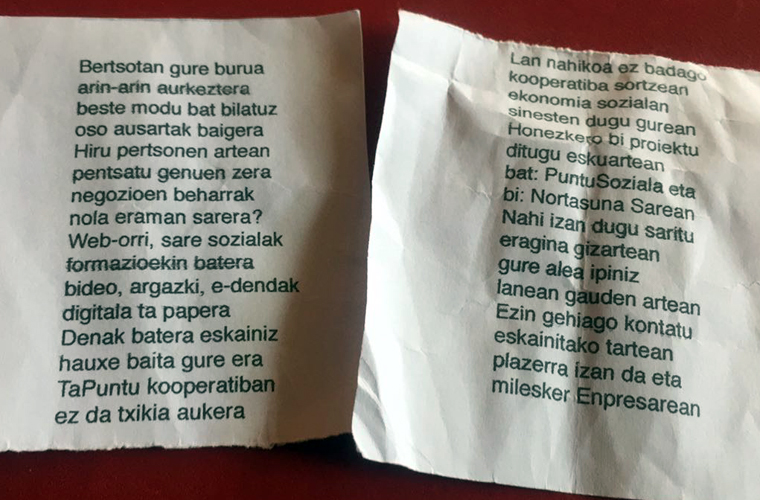 Bertsotan gure burua
arin-arin aurkeztera
beste modu bat bilatuz
oso ausartak baigera
Hiru pertsonen artean
pentsatu genuen zera
negozioen beharrak
nola eraman sarera?
Web-orri, sare sozialak
formazioekin batera
bideo, argazki, e-dendak
digitala ta papera
Denak batera eskainiz
hauxe baita gure era
TaPuntu kooperatiban
ez da txikia aukera
Lan nahikoa ez badago
kooperatiba sortzean
ekonomia sozialan
sinesten dugu gurean
Honezkero bi proiektu
ditugu eskuartean
bat: PuntuSoziala eta
bi: Nortasuna Sarean
Nahi izan dugu saritu
eragina gizartean
gure alea ipiniz
lanean gauden artean
Ezin gehiago kontatu
eskainitako tartean
plazerra izan da eta
milesker Enpresarean